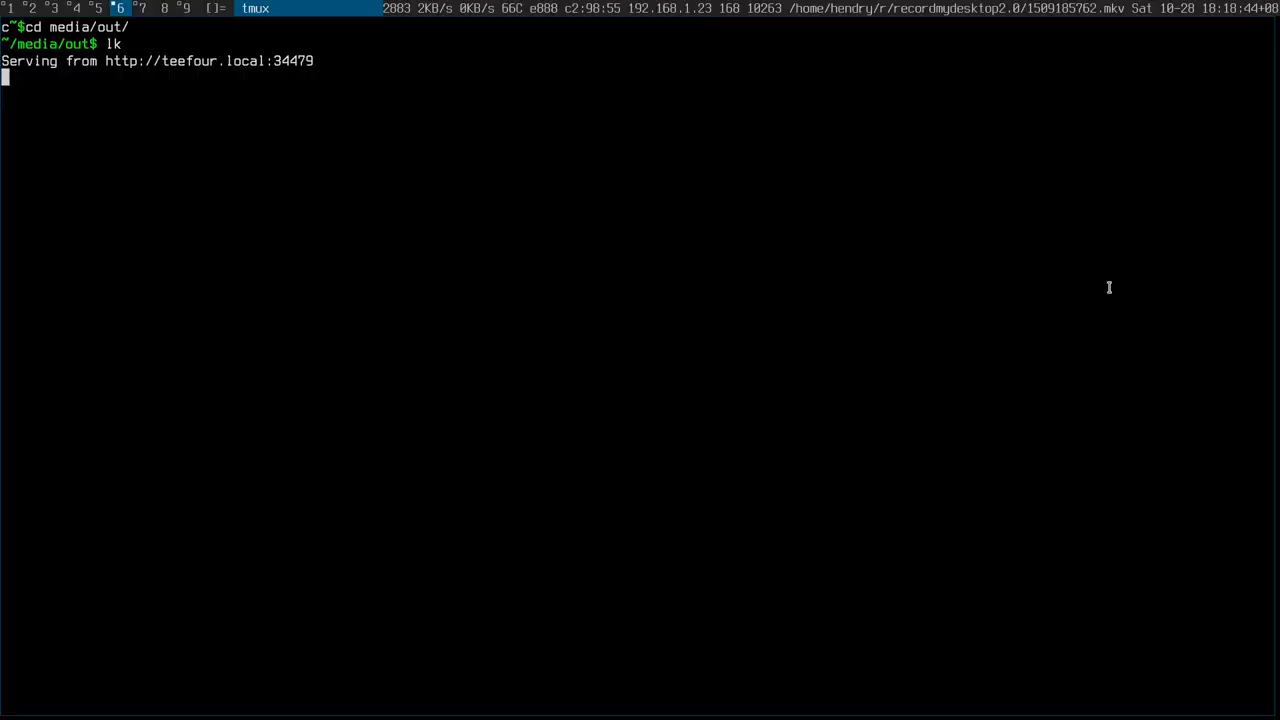 °1 °2 °3 °4 °5 °6 °7 8 °9 []= tmux 2883 2KB/s 0KB/s 66C e888 c2:98:55 192.168.1.23 168 10263 /home/hendry/r/recordmydesktop2.0/1509185762.mkv Sat 10-28 18:18:44+08
c~$cd media/out/
~/media/out$ lk
Serving from http://teefour.local:34479